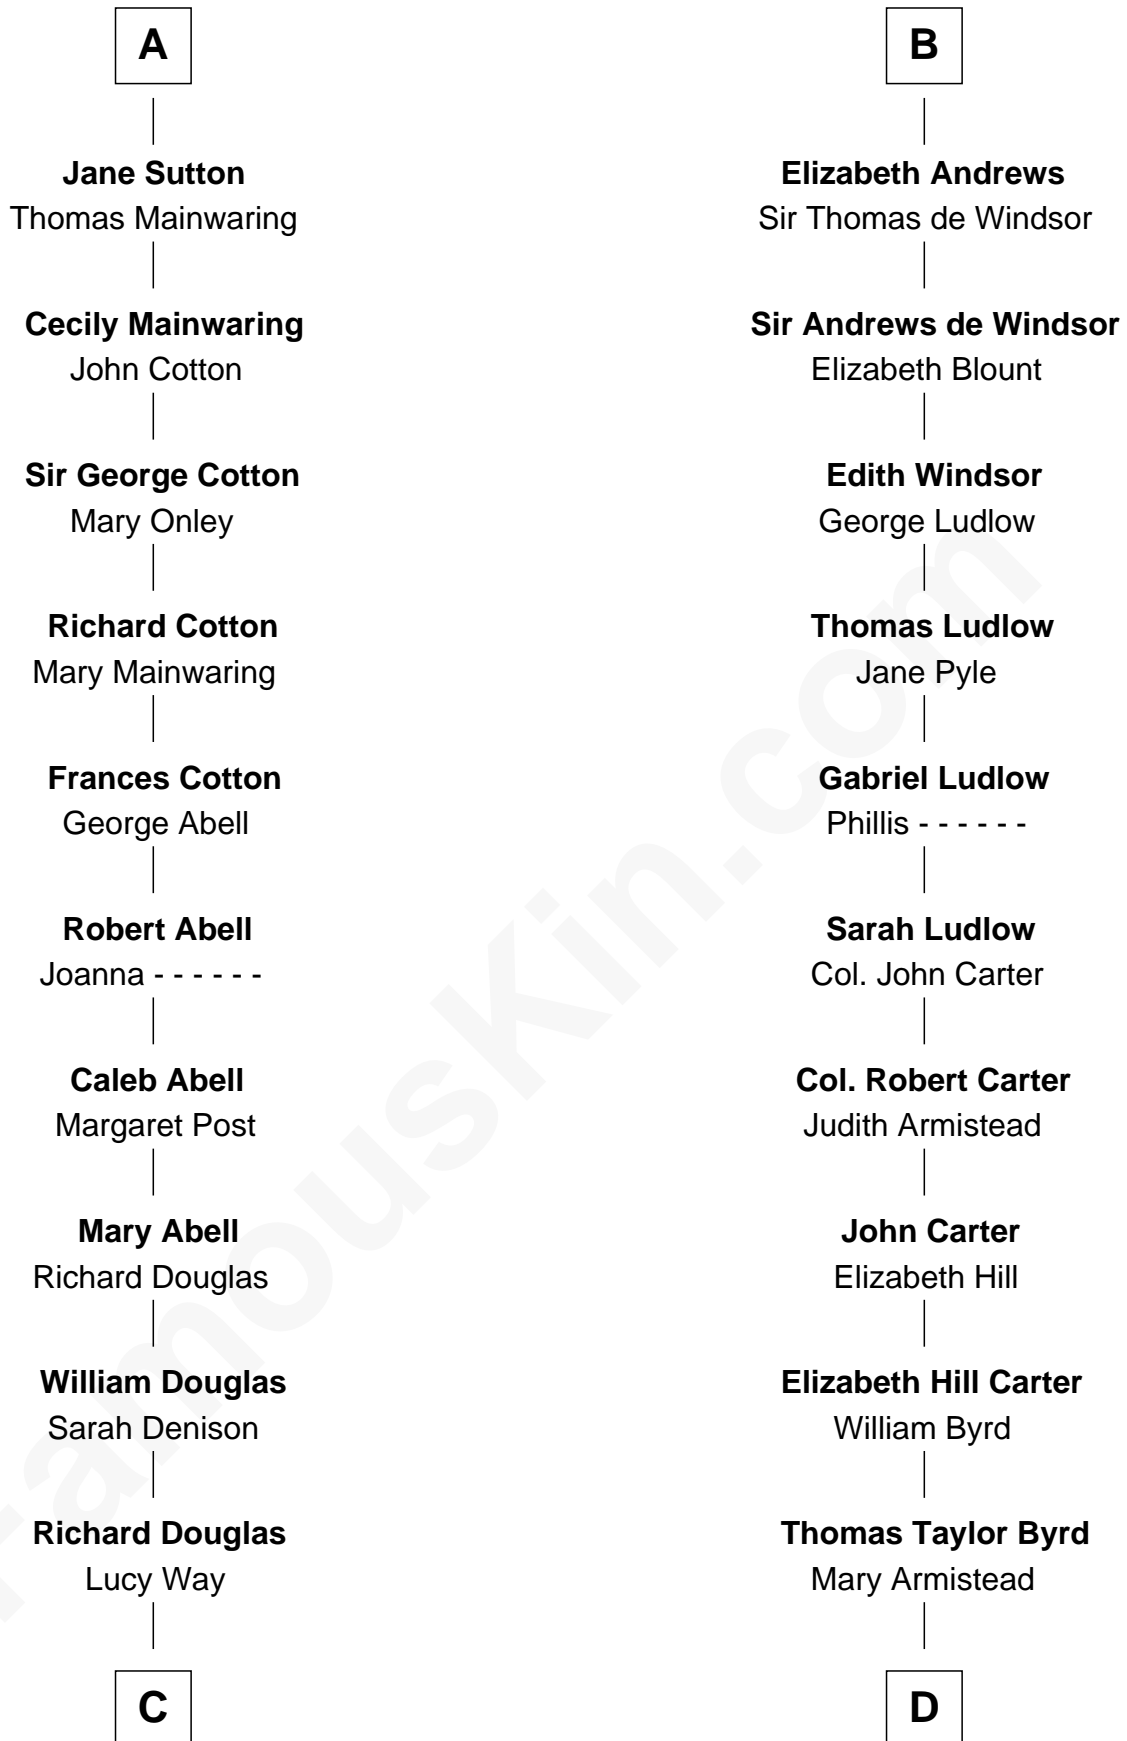 A
Jane Sutton
Thomas Mainwaring
Cecily Mainwaring
John Cotton
Sir George Cotton
Mary Onley
Richard Cotton
Mary Mainwaring
Frances Cotton
George Abell
Robert Abell
Joanna - - - - - -
Caleb Abell
Margaret Post
Mary Abell
Richard Douglas
William Douglas
Sarah Denison
Richard Douglas
Lucy Way
C
B
Elizabeth Andrews
Sir Thomas de Windsor
Sir Andrews de Windsor
Elizabeth Blount
Edith Windsor
George Ludlow
Thomas Ludlow
Jane Pyle
Gabriel Ludlow
Phillis - - - - - -
Sarah Ludlow
Col. John Carter
Col. Robert Carter
Judith Armistead
John Carter
Elizabeth Hill
Elizabeth Hill Carter
William Byrd
Thomas Taylor Byrd
Mary Armistead
D
FamousKin.com